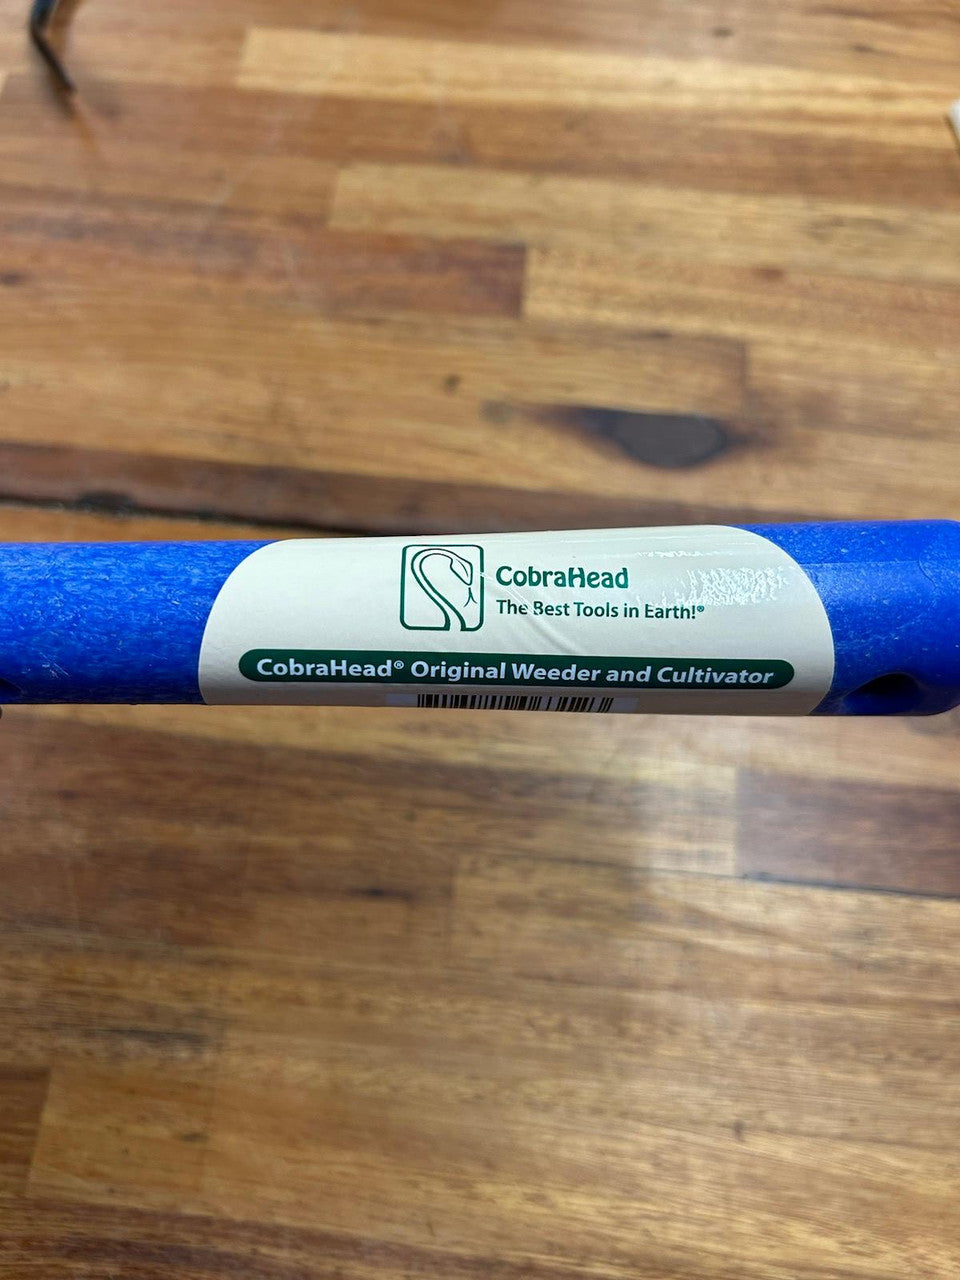 CobraHead
The Best Tools in Earth!®
CobraHead® Original Weeder and Cultivator